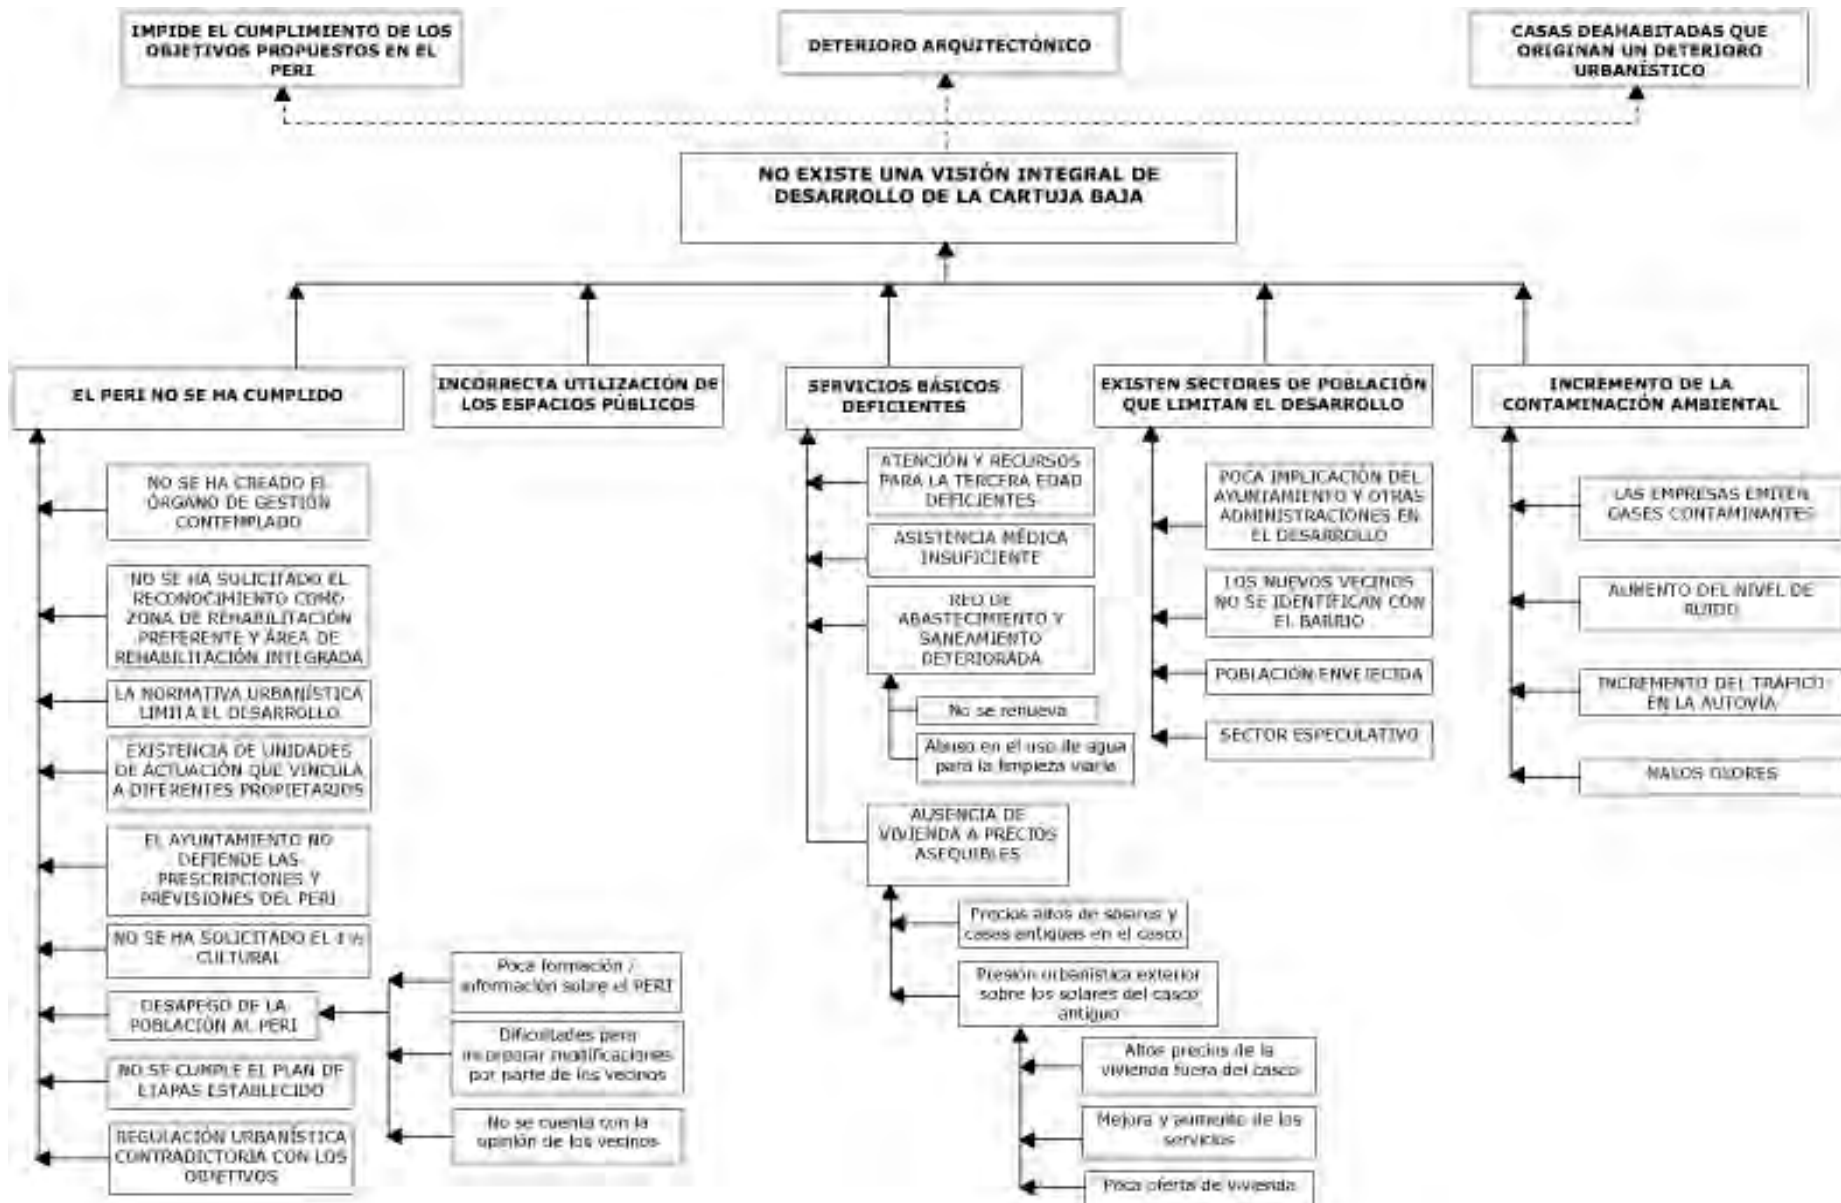 IMPIDE EL CUMPLIMIENTO DE LOS
OBJETIVOS PROPUESTOS EN EL
PERI
DETERIORO ARQUITECTÓNICO
CASAS DEAHABITADAS QUE
ORIGINAN UN DETERIORO
URBANÍSTICO
NO EXISTE UNA VISIÓN INTEGRAL DE
DESARROLLO DE LA CARTUJA BAJA
EL PERI NO SE HA CUMPLIDO
INCORRECTA UTILIZACIÓN DE
LOS ESPACIOS PÚBLICOS
SERVICIOS BÁSICOS
DEFICIENTES
EXISTEN SECTORES DE POBLACIÓN
QUE LIMITAN EL DESARROLLO
INCREMENTO DE LA
CONTAMINACIÓN AMBIENTAL
NO SE HA CREADO EL
ÓRGANO DE GESTIÓN
CONTEMPLADO
NO SE HA SOLICITADO EL
RECONOCIMIENTO COMO
ZONA DE REHABILITACIÓN
PREFERENTE Y ÁREA DE
REHABILITACIÓN INTEGRADA
LA NORMATIVA URBANÍSTICA
LIMITA EL DESARROLLO
EXISTENCIA DE UNIDADES
DE ACTUACIÓN QUE VINCULA
A DIFERENTES PROPIETARIOS
EL AYUNTAMIENTO NO
DEFIENDE LAS
PRESCRIPCIONES Y
PREVISIONES DEL PERI
NO SE HA SOLICITADO EL 1%
CULTURAL
DESAPEGO DE LA
POBLACIÓN AL PERI
NO SE CUMPLE EL PLAN DE
ETAPAS ESTABLECIDO
REGULACIÓN URBANÍSTICA
CONTRADICTORIA CON LOS
OBJETIVOS
Poca formación /
información sobre el PERI
Dificultades para
incorporar modificaciones
por parte de los vecinos
No se cuenta con la
opinión de los vecinos
ATENCIÓN Y RECURSOS
PARA LA TERCERA EDAD
DEFICIENTES
ASISTENCIA MÉDICA
INSUFICIENTE
RED DE
ABASTECIMIENTO Y
SANEAMIENTO
DETERIORADA
No se renueva
Abuso en el uso de agua
para la limpieza viaria
AUSENCIA DE
VIVIENDA A PRECIOS
ASEQUIBLES
Precios altos de solares y
casas antiguas en el casco
Presión urbanística exterior
sobre los solares del casco
antiguo
Altos precios de la
vivienda fuera del casco
Mejora y aumento de los
servicios
Poca oferta de vivienda
POCA IMPLICACIÓN DEL
AYUNTAMIENTO Y OTRAS
ADMINISTRACIONES EN
EL DESARROLLO
LOS NUEVOS VECINOS
NO SE IDENTIFICAN CON
EL BARRIO
POBLACIÓN ENVEJECIDA
SECTOR ESPECULATIVO
LAS EMPRESAS EMITEN
GASES CONTAMINANTES
AUMENTO DEL NIVEL DE
RUIDO
INCREMENTO DEL TRÁFICO
EN LA AUTOVÍA
MALOS OLORES